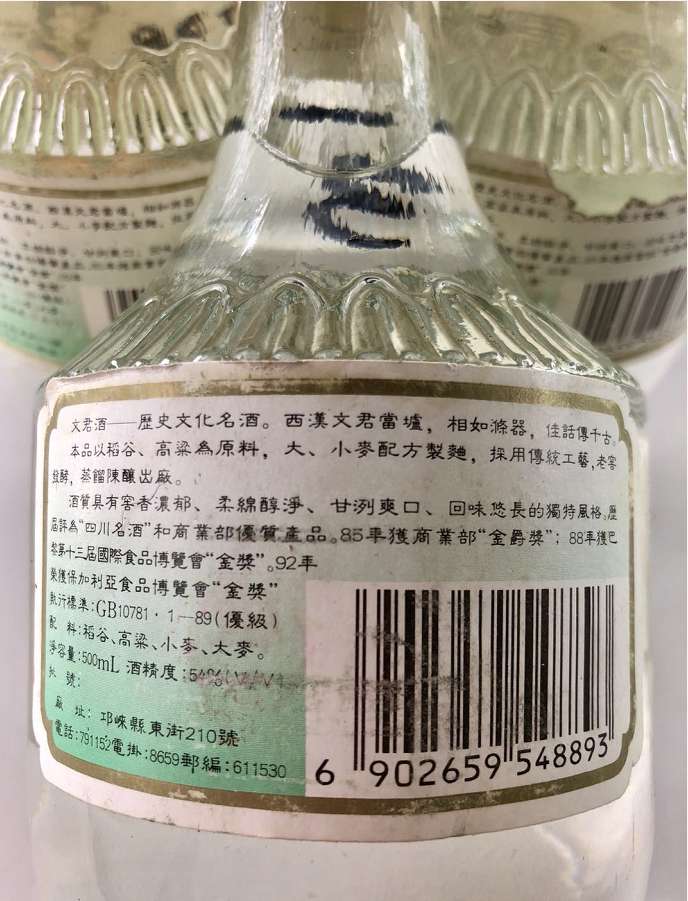 文君酒——歷史文化名酒。西漢文君當壚，相如滌器，佳話傳千古。
本品以稻谷、高粱為原料，大、小麥配方製麯，採用傳統工藝，老窖
發酵，蒸餾陳釀出廠。
酒質具有窖香濃郁、柔綿醇淨、甘洌爽口、回味悠長的獨特風格。歷
屆評為“四川名酒”和商業部優質產品。85年獲商業部“金爵獎”；88年獲巴
黎第十三屆國際食品博覽會“金獎”。92年
榮獲保加利亞食品博覽會“金獎”
執行標準：GB10781·1—89(優級)
配 料：稻谷、高粱、小麥、大麥。
淨容量：500mL 酒精度：54%(V/V
批 號：
廠 址：邛崍縣東街210號
電話：791152電掛：8659郵編：611530
6 902659 548893